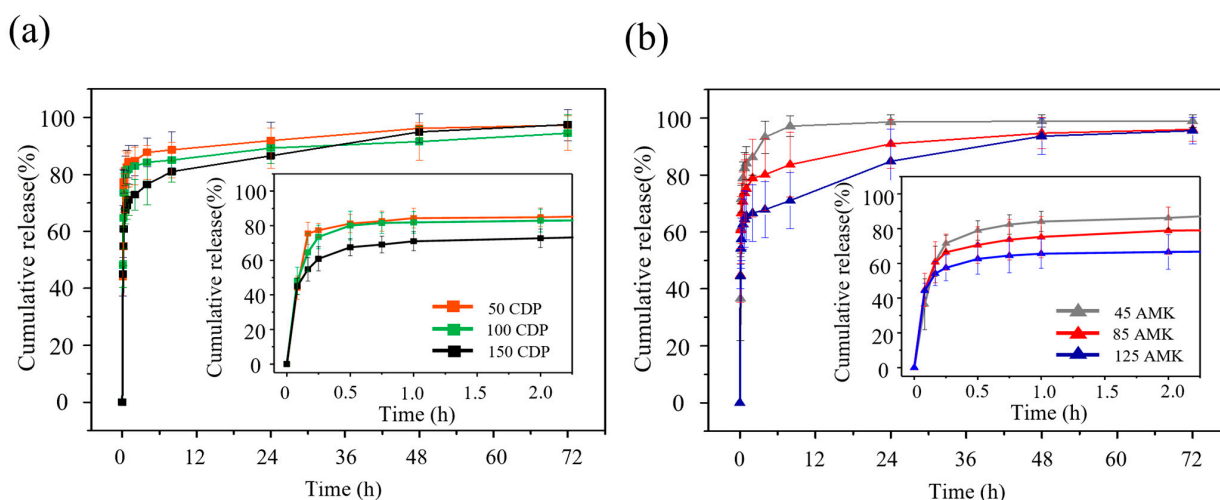 (a)
Cumulative release(%)
100
80
60
40
20
0
0 12 24 36 48 60 72
Time (h)
Cumulative release(%)
100
80
60
40
20
0
50 CDP
100 CDP
150 CDP
0 0.5 1.0 1.5 2.0
Time (h)
(b)
Cumulative release(%)
100
80
60
40
20
0
0 12 24 36 48 60 72
Time (h)
Cumulative release(%)
100
80
60
40
20
0
45 AMK
85 AMK
125 AMK
0 0.5 1.0 1.5 2.0
Time (h)